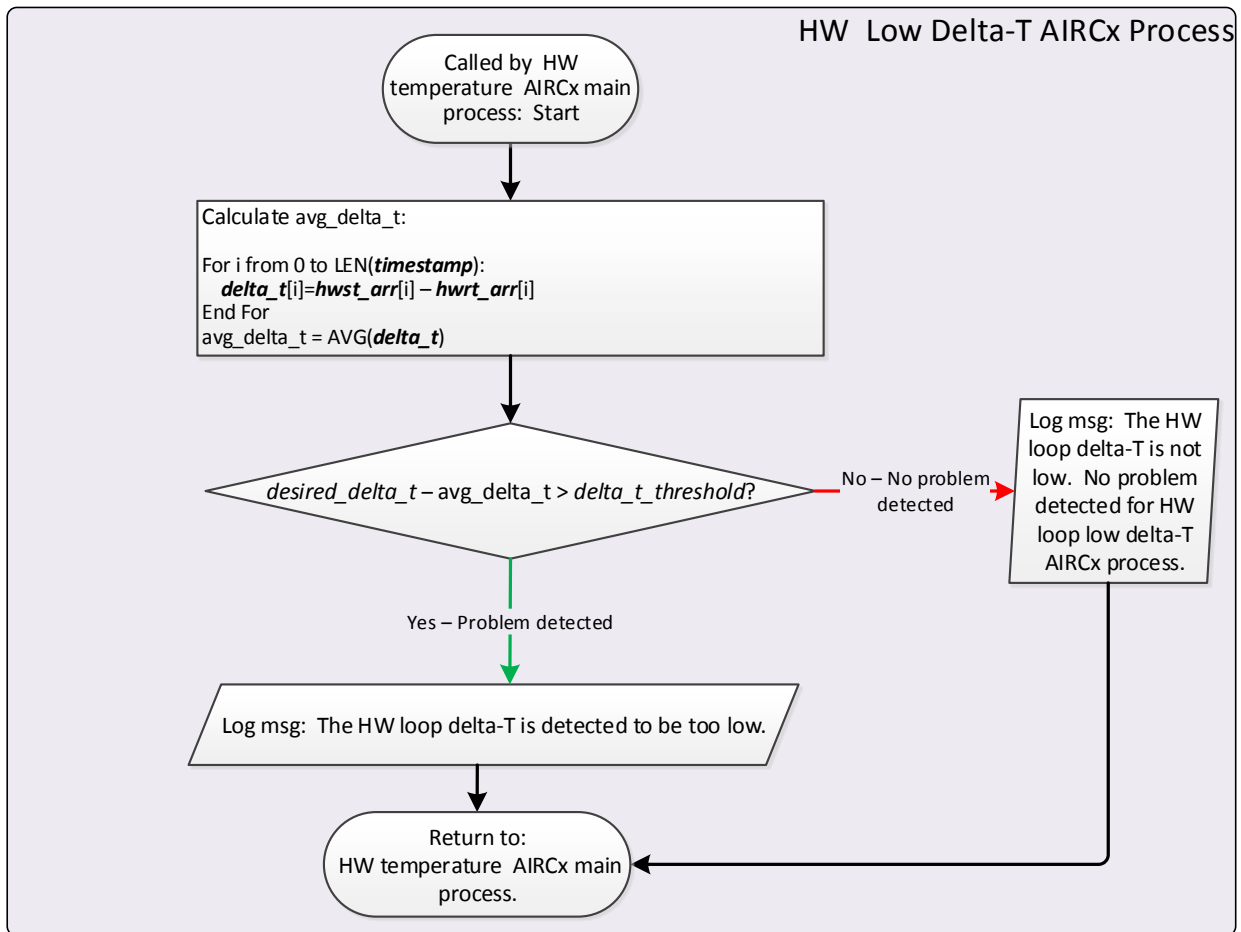 HW Low Delta-T AIRCx Process
Called by HW
temperature AIRCx main
process: Start
Calculate avg_delta_t:
For i from 0 to LEN(timestamp):
delta_t[i]=hwst_arr[i] – hwrt_arr[i]
End For
avg_delta_t = AVG(delta_t)
desired_delta_t – avg_delta_t > delta_t_threshold?
No – No problem
detected
Log msg: The HW
loop delta-T is not
low. No problem
detected for HW
loop low delta-T
AIRCx process.
Yes – Problem detected
Log msg: The HW loop delta-T is detected to be too low.
Return to:
HW temperature AIRCx main
process.